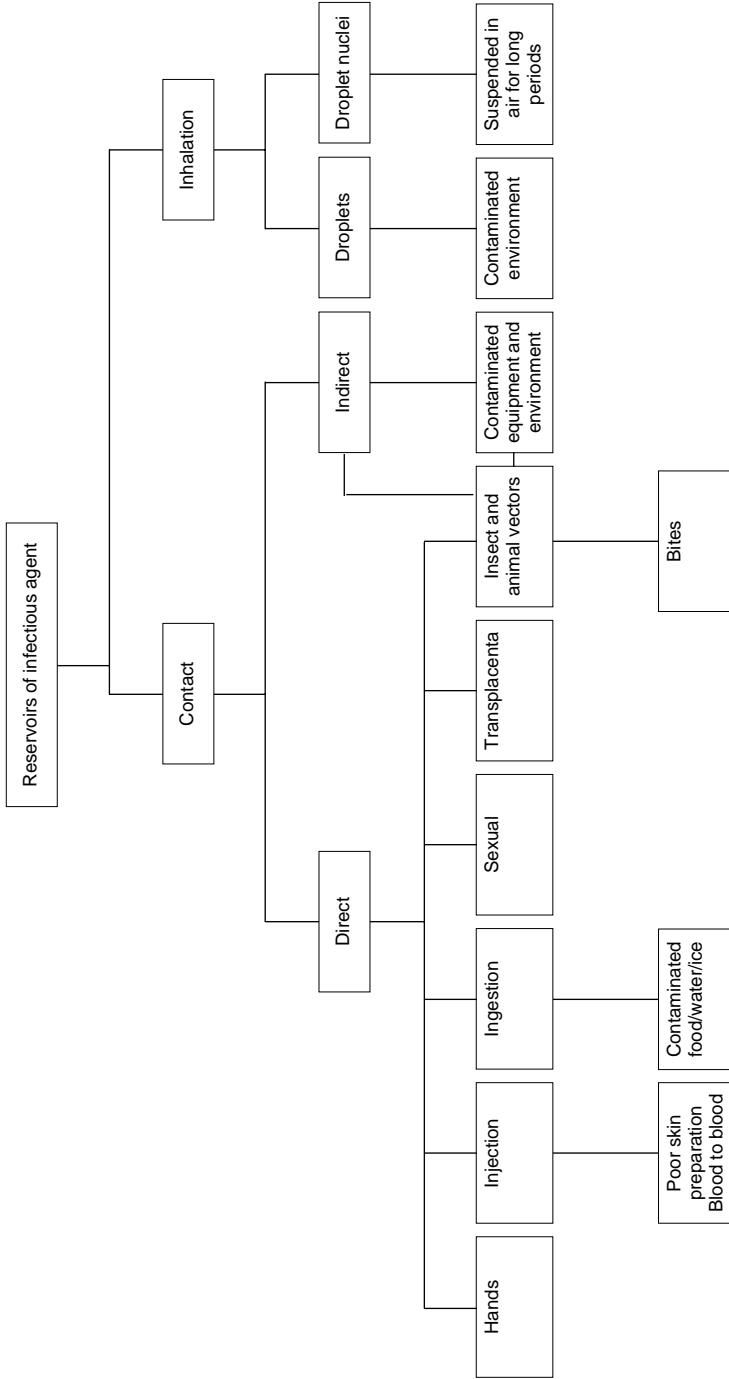 Reservoirs of infectious agent
Contact
Inhalation
Direct
Indirect
Droplets
Droplet nuclei
Hands
Injection
Ingestion
Sexual
Transplacenta
Insect and
animal vectors
Contaminated
equipment and
environment
Contaminated
environment
Suspended in
air for long
periods
Poor skin
preparation
Blood to blood
Contaminated
food/water/ice
Bites